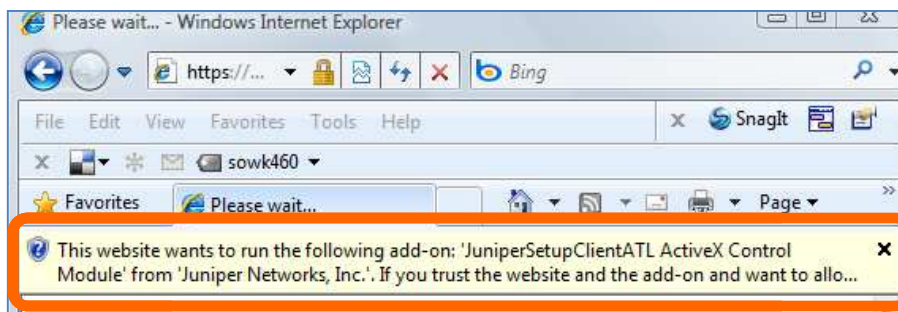 Please wait... - Windows Internet Explorer
https://... Bing
File Edit View Favorites Tools Help x SnagIt
x sowk460
Favorites Please wait... Page »
This website wants to run the following add-on: 'JuniperSetupClientATL ActiveX Control
Module' from 'Juniper Networks, Inc.'. If you trust the website and the add-on and want to allo...